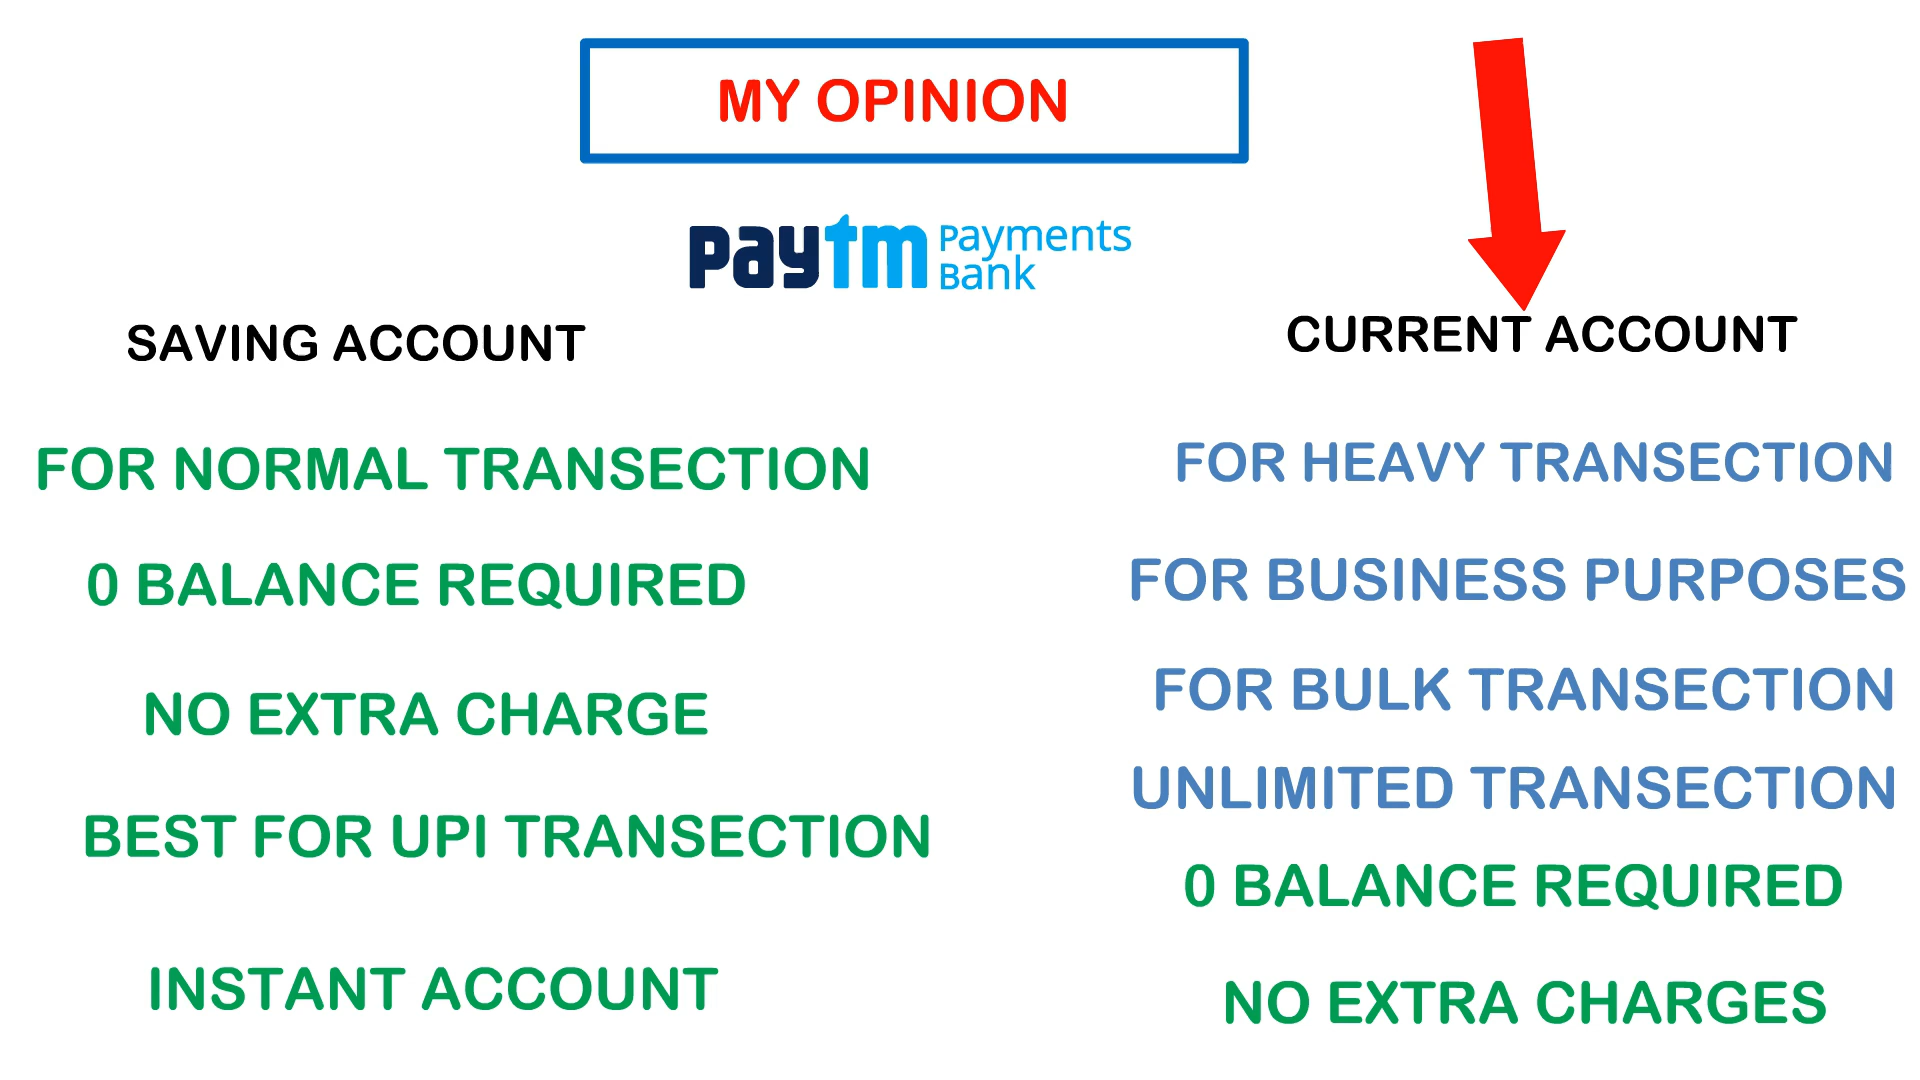 MY OPINION
paytm Payments
Bank
SAVING ACCOUNT
FOR NORMAL TRANSECTION
0 BALANCE REQUIRED
NO EXTRA CHARGE
BEST FOR UPI TRANSECTION
INSTANT ACCOUNT
CURRENT ACCOUNT
FOR HEAVY TRANSECTION
FOR BUSINESS PURPOSES
FOR BULK TRANSECTION
UNLIMITED TRANSECTION
0 BALANCE REQUIRED
NO EXTRA CHARGES